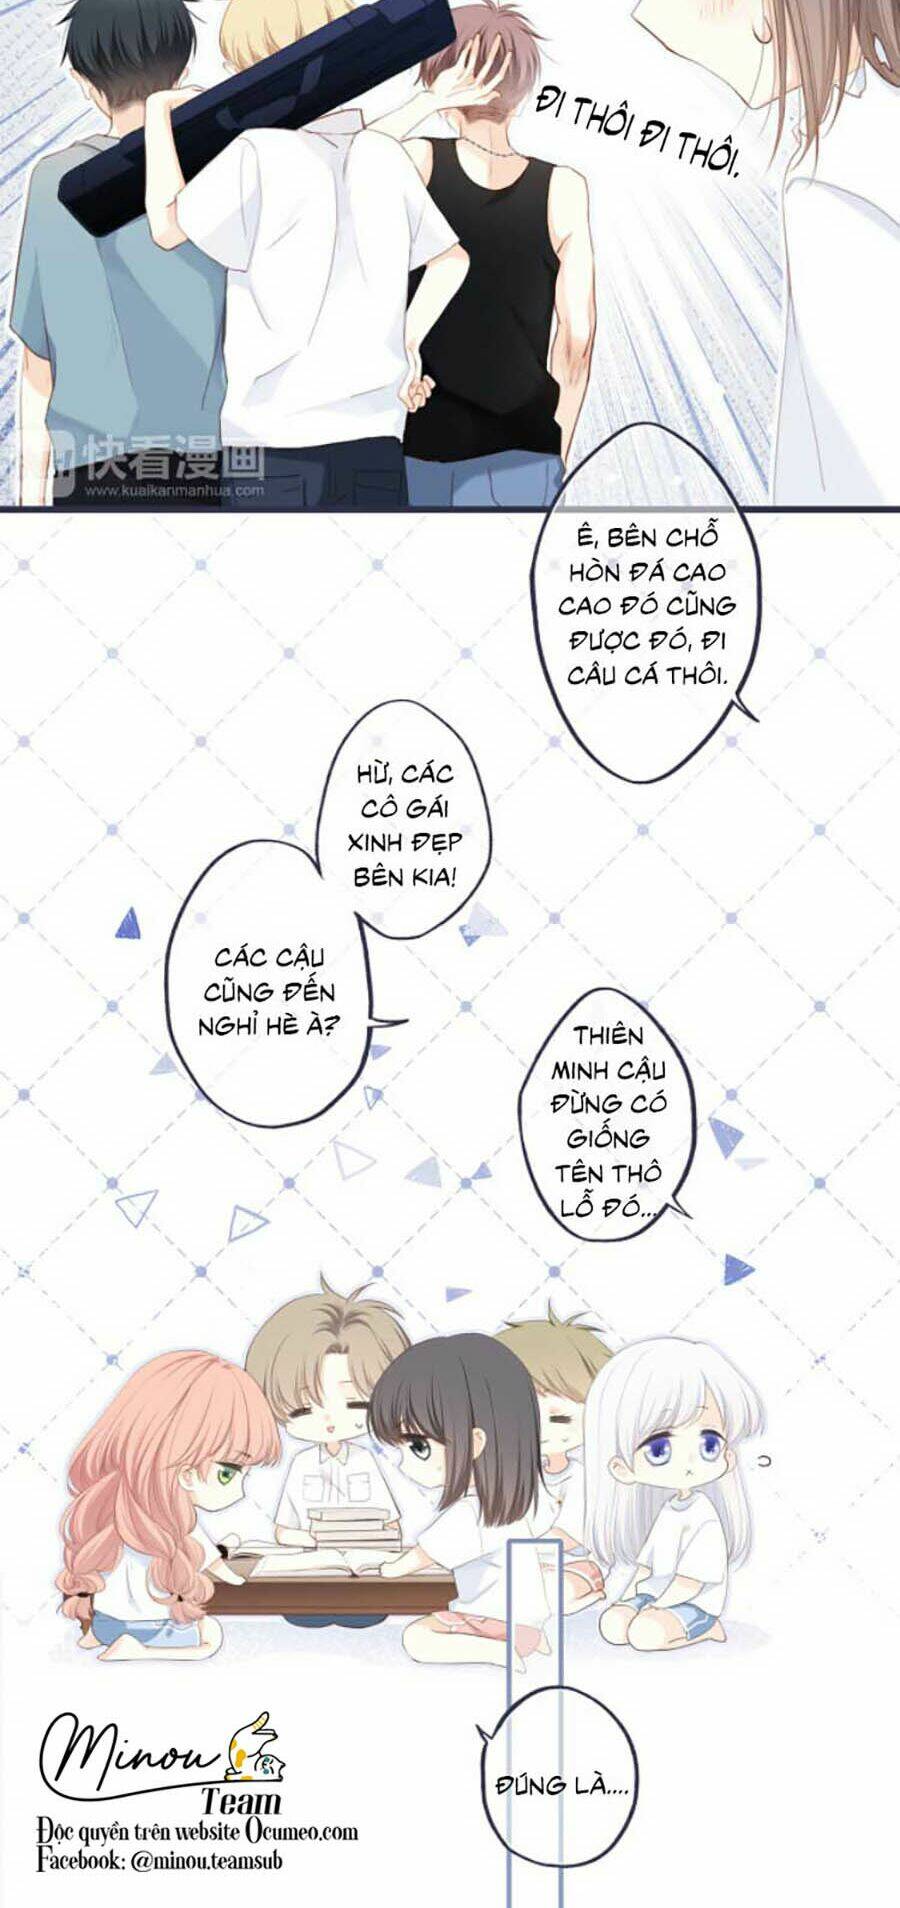 ĐI THÔI ĐI THÔI.
快看漫画
www.kuaikanmanhua.com
Ê, BÊN CHỖ
HÒN ĐÁ CAO
CAO ĐÓ CŨNG
ĐƯỢC ĐÓ, ĐI
CÂU CÁ THÔI.
HỪ, CÁC
CÔ GÁI
XINH ĐẸP
BÊN KIA!
CÁC CẬU
CŨNG ĐẾN
NGHỈ HÈ À?
THIÊN
MINH CẬU
ĐỪNG CÓ
GIỐNG
TÊN THÔ
LỖ ĐÓ...
Minou
Team
Độc quyền trên website Ocumeo.com
Facebook: @minou.teamsub
ĐÚNG LÀ....